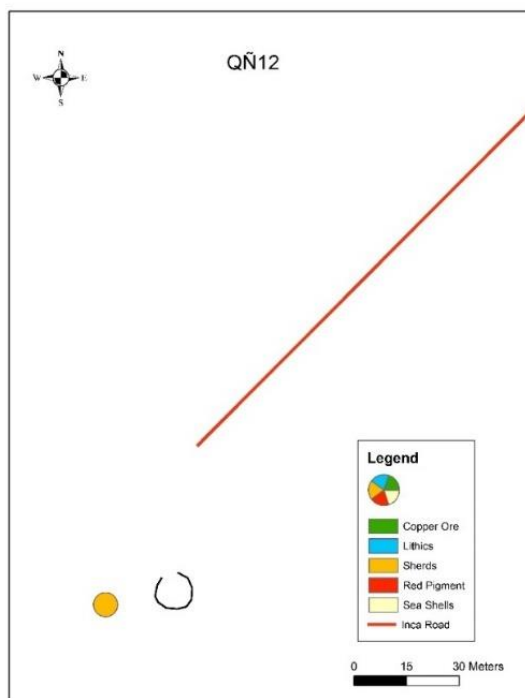 QÑ12
N
W E
S
Legend
Copper Ore
Lithics
Sherds
Red Pigment
Sea Shells
Inca Road
0 15 30 Meters